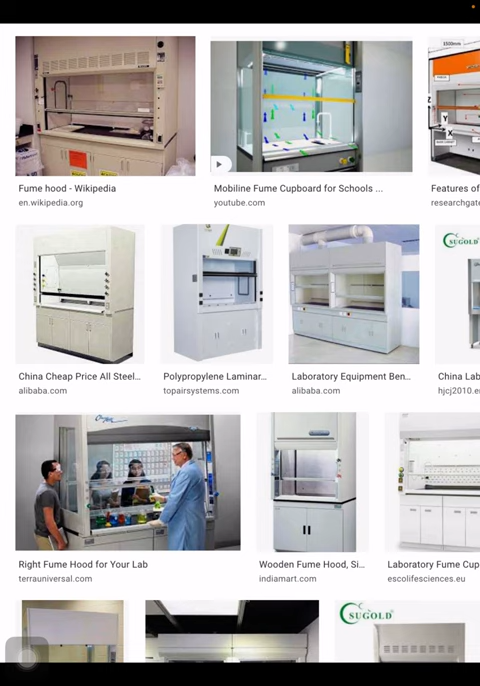 1500mm
Z
Y
X
Fume hood - Wikipedia
en.wikipedia.org
Mobiline Fume Cupboard for Schools ...
youtube.com
Features of
researchgate
SUGOLD
China Cheap Price All Steel...
alibaba.com
Polypropylene Laminar...
topairsystems.com
Laboratory Equipment Ben...
alibaba.com
China Lab
hjcj2010.e
Right Fume Hood for Your Lab
terrauniversal.com
Wooden Fume Hood, Si...
indiamart.com
Laboratory Fume Cup
escolifesciences.eu
SUGOLD